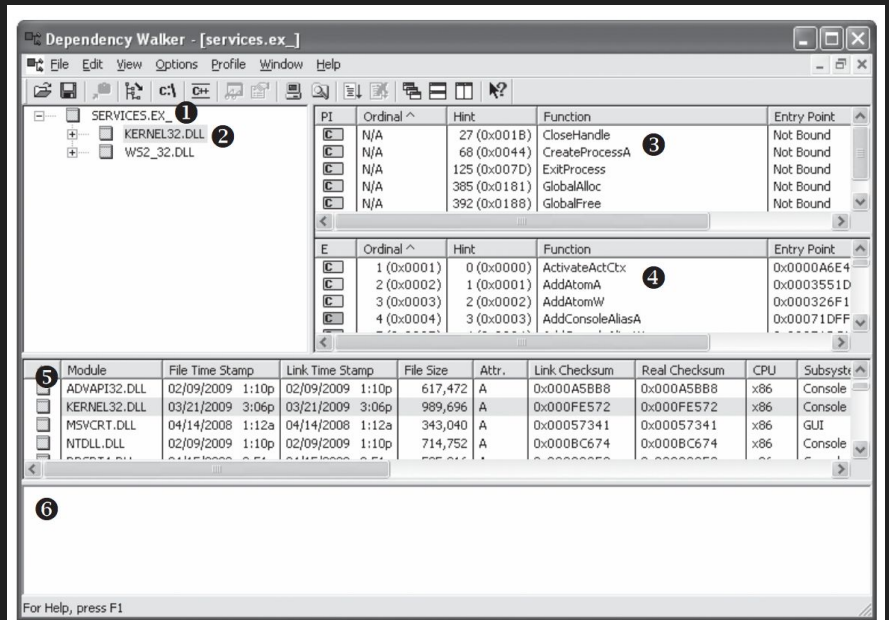 Dependency Walker - [services.ex_]
File Edit View Options Profile Window Help
c:\ C++
SERVICES.EX_ 1
KERNEL32.DLL 2
WS2_32.DLL
PI Ordinal ^ Hint Function Entry Point
C N/A 27 (0x001B) CloseHandle Not Bound
C N/A 68 (0x0044) CreateProcessA 3 Not Bound
C N/A 125 (0x007D) ExitProcess Not Bound
C N/A 385 (0x0181) GlobalAlloc Not Bound
C N/A 392 (0x0188) GlobalFree Not Bound
E Ordinal ^ Hint Function Entry Point
C 1 (0x0001) 0 (0x0000) ActivateActCtx 0x0000A6E4
C 2 (0x0002) 1 (0x0001) AddAtomA 4 0x0003551D
C 3 (0x0003) 2 (0x0002) AddAtomW 0x000326F1
C 4 (0x0004) 3 (0x0003) AddConsoleAliasA 0x00071DFF
5 Module File Time Stamp Link Time Stamp File Size Attr. Link Checksum Real Checksum CPU Subsyste
ADVAPI32.DLL 02/09/2009 1:10p 02/09/2009 1:10p 617,472 A 0x000A5BB8 0x000A5BB8 x86 Console
KERNEL32.DLL 03/21/2009 3:06p 03/21/2009 3:06p 989,696 A 0x000FE572 0x000FE572 x86 Console
MSVCRT.DLL 04/14/2008 1:12a 04/14/2008 1:12a 343,040 A 0x00057341 0x00057341 x86 GUI
NTDLL.DLL 02/09/2009 1:10p 02/09/2009 1:10p 714,752 A 0x000BC674 0x000BC674 x86 Console
6
For Help, press F1